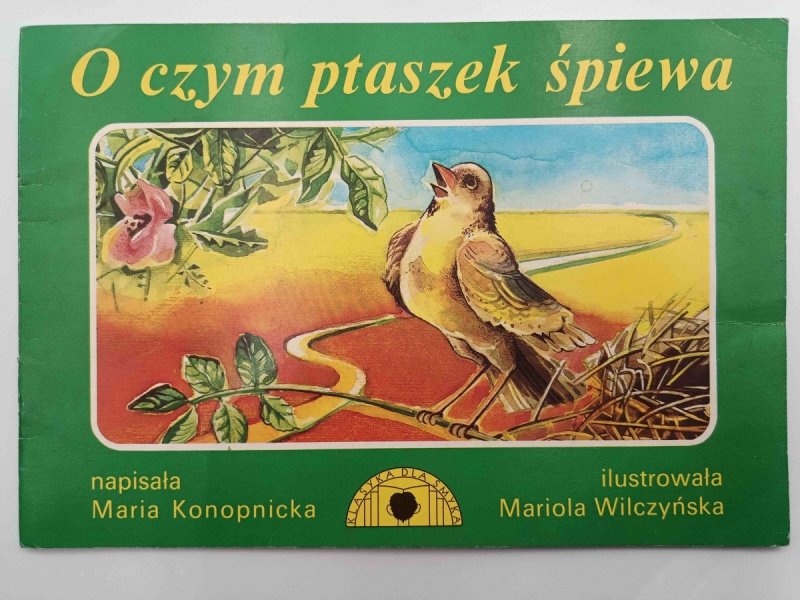 O czym ptaszek śpiewa
napisała
Maria Konopnicka
KLASYKA DLA SMYKA
ilustrowała
Mariola Wilczyńska